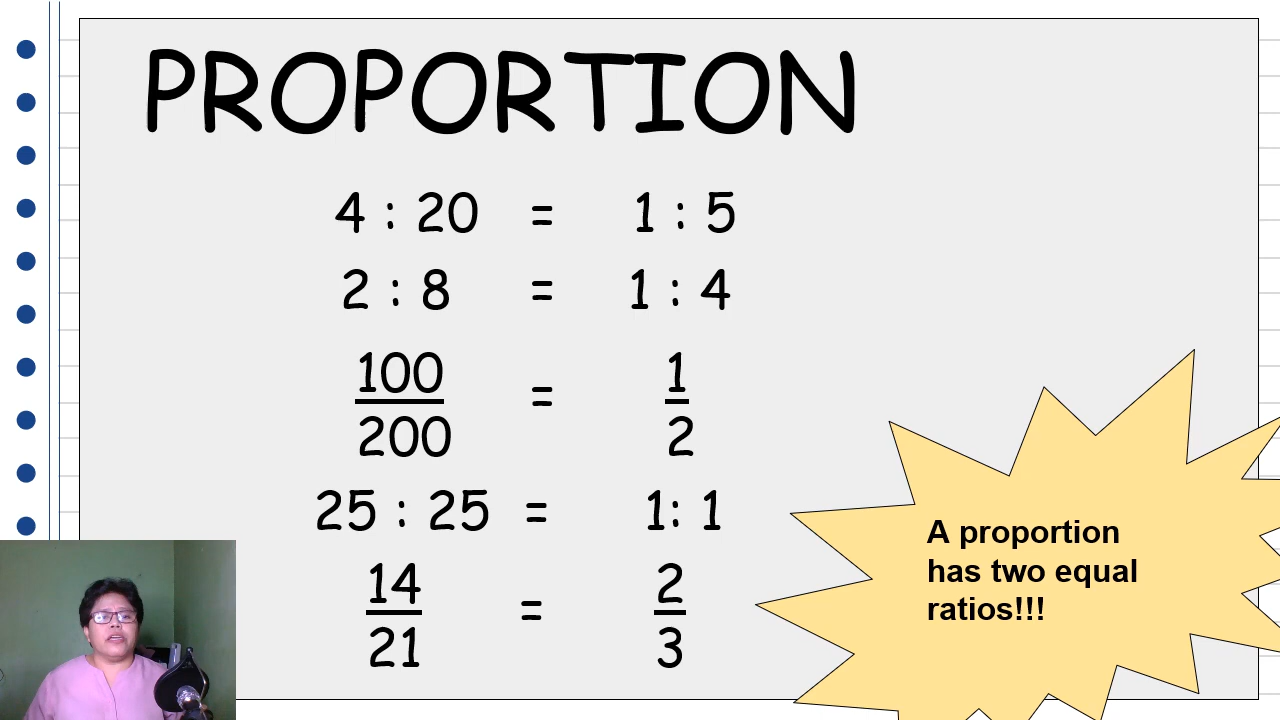 PROPORTION
4 : 20 = 1 : 5
2 : 8 = 1 : 4
100/200 = 1/2
25 : 25 = 1: 1
14/21 = 2/3
A proportion
has two equal
ratios!!!